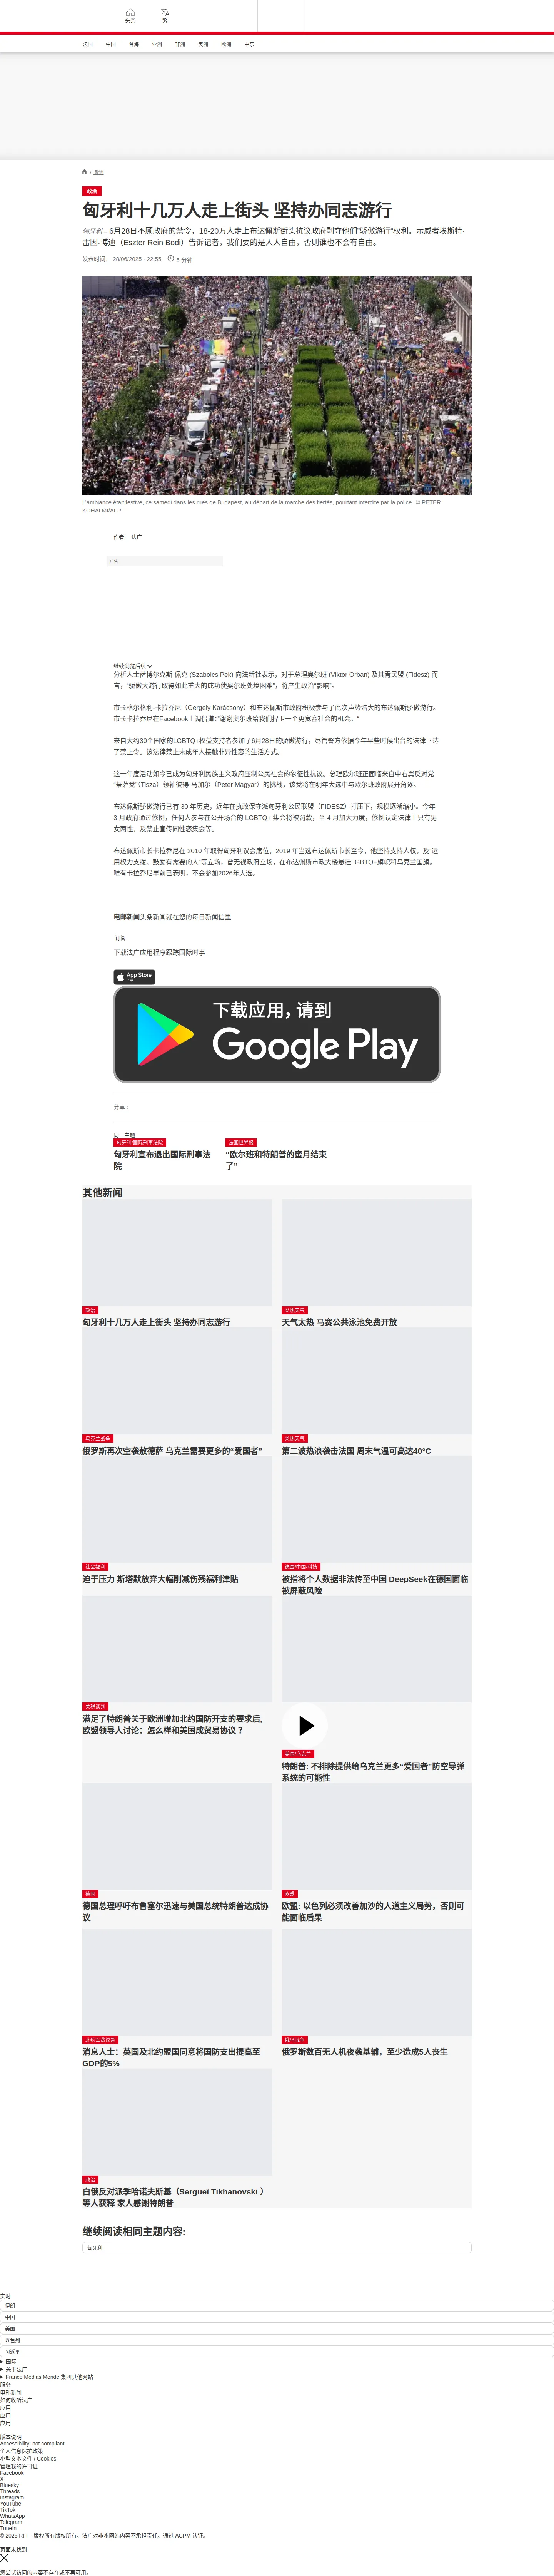 头条
繁
法国 中国 台海 亚洲 非洲 美洲 欧洲 中东
/ 欧洲
政治
匈牙利十几万人走上街头 坚持办同志游行
匈牙利 – 6月28日不顾政府的禁令，18-20万人走上布达佩斯街头抗议政府剥夺他们“骄傲游行“权利。示威者埃斯特·
雷因·博迪（Eszter Rein Bodi）告诉记者，我们要的是人人自由，否则谁也不会有自由。
发表时间： 28/06/2025 - 22:55 5 分钟
L'ambiance était festive, ce samedi dans les rues de Budapest, au départ de la marche des fiertés, pourtant interdite par la police. © PETER
KOHALMI/AFP
作者： 法广
广告
继续浏览后续
分析人士萨博尔克斯·佩克 (Szabolcs Pek) 向法新社表示，对于总理奥尔班 (Viktor Orban) 及其青民盟 (Fidesz) 而
言，“骄傲大游行取得如此重大的成功使奥尔班处境困难”，将产生政治“影响”。
市长格尔格利·卡拉乔尼（Gergely Karácsony）和布达佩斯市政府积极参与了此次声势浩大的布达佩斯骄傲游行。
市长卡拉乔尼在Facebook上调侃道：”谢谢奥尔班给我们捍卫一个更宽容社会的机会。”
来自大约30个国家的LGBTQ+权益支持者参加了6月28日的骄傲游行，尽管警方依据今年早些时候出台的法律下达
了禁止令。该法律禁止未成年人接触非异性恋的生活方式。
这一年度活动如今已成为匈牙利民族主义政府压制公民社会的象征性抗议。总理欧尔班正面临来自中右翼反对党
“蒂萨党”（Tisza）领袖彼得·马加尔（Peter Magyar）的挑战，该党将在明年大选中与欧尔班政府展开角逐。
布达佩斯骄傲游行已有 30 年历史，近年在执政保守派匈牙利公民联盟（FIDESZ）打压下，规模逐渐缩小。今年
3 月政府通过修例，任何人参与在公开场合的 LGBTQ+ 集会将被罚款，至 4 月加大力度，修例认定法律上只有男
女两性，及禁止宣传同性恋集会等。
布达佩斯市长卡拉乔尼在 2010 年取得匈牙利议会席位，2019 年当选布达佩斯市长至今，他坚持支持人权，及“运
用权力支援、鼓励有需要的人”等立场，曾无视政府立场，在布达佩斯市政大楼悬挂LGBTQ+旗帜和乌克兰国旗。
唯有卡拉乔尼早前已表明，不会参加2026年大选。
电邮新闻头条新闻就在您的每日新闻信里
订阅
下载法广应用程序跟踪国际时事
App Store
下载
下载应用，请到
Google Play
分享 :
同一主题
匈牙利/国际刑事法院
匈牙利宣布退出国际刑事法
院
法国世界报
“欧尔班和特朗普的蜜月结束
了”
其他新闻
政治
匈牙利十几万人走上街头 坚持办同志游行
炎热天气
天气太热 马赛公共泳池免费开放
乌克兰战争
俄罗斯再次空袭敖德萨 乌克兰需要更多的“爱国者”
炎热天气
第二波热浪袭击法国 周末气温可高达40°C
社会福利
迫于压力 斯塔默放弃大幅削减伤残福利津贴
德国/中国/科技
被指将个人数据非法传至中国 DeepSeek在德国面临
被屏蔽风险
关税谈判
满足了特朗普关于欧洲增加北约国防开支的要求后,
欧盟领导人讨论：怎么样和美国成贸易协议 ?
美国/乌克兰
特朗普: 不排除提供给乌克兰更多“爱国者”防空导弹
系统的可能性
德国
德国总理呼吁布鲁塞尔迅速与美国总统特朗普达成协
议
欧盟
欧盟: 以色列必须改善加沙的人道主义局势，否则可
能面临后果
北约军费议题
消息人士：英国及北约盟国同意将国防支出提高至
GDP的5%
俄乌战争
俄罗斯数百无人机夜袭基辅，至少造成5人丧生
政治
白俄反对派季哈诺夫斯基（Sergueï Tikhanovski ）
等人获释 家人感谢特朗普
继续阅读相同主题内容:
匈牙利
实时
伊朗
中国
美国
以色列
习近平
国际
关于法广
France Médias Monde 集团其他网站
服务
电邮新闻
如何收听法广
应用
应用
应用
版本说明
Accessibility: not compliant
个人信息保护政策
小型文本文件 / Cookies
管理我的许可证
Facebook
X
Bluesky
Threads
Instagram
YouTube
TikTok
WhatsApp
Telegram
TuneIn
© 2025 RFI – 版权所有版权所有。法广对非本网站内容不承担责任。通过 ACPM 认证。
页面未找到
您尝试访问的内容不存在或不再可用。